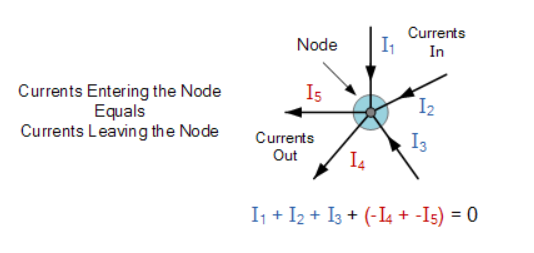 Currents Entering the Node
Equals
Currents Leaving the Node
Node
I₁
Currents
In
I₅
I₂
Currents
Out
I₃
I₄
I₁ + I₂ + I₃ + (-I₄ + -I₅) = 0